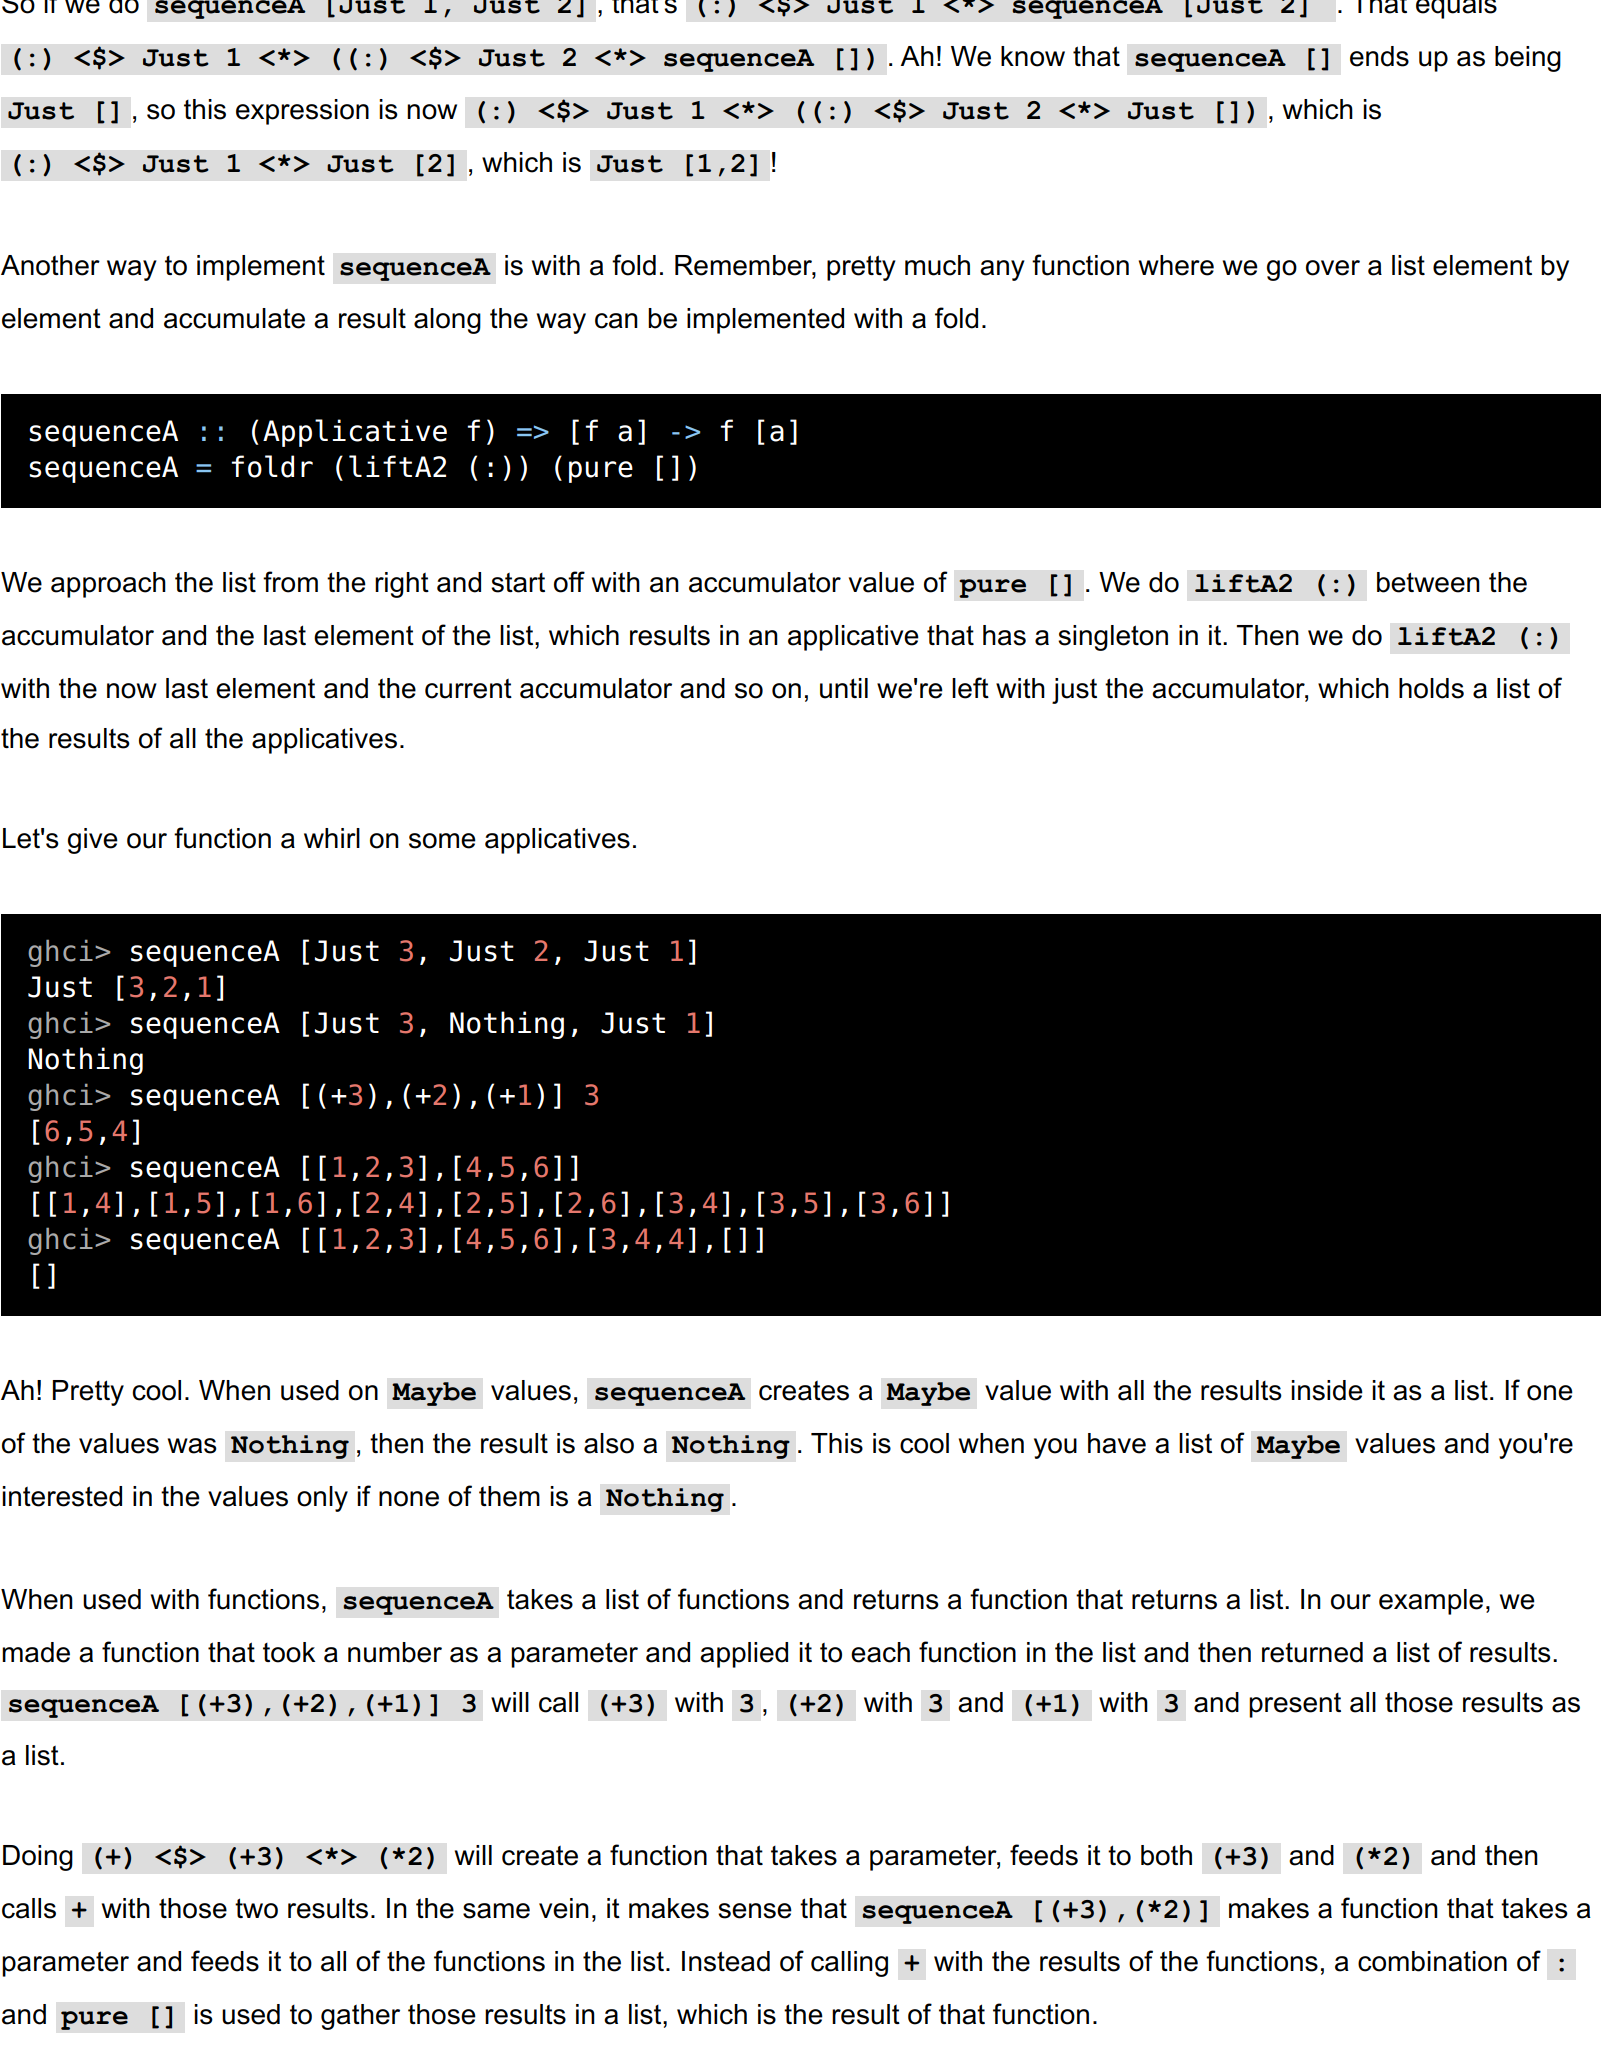 So if we do sequenceA [Just 1, Just 2], that's (:) <$> Just 1 <*> sequenceA [Just 2] . That equals
(:) <$> Just 1 <*> ((:) <$> Just 2 <*> sequenceA []). Ah! We know that sequenceA [] ends up as being
Just [], so this expression is now (:) <$> Just 1 <*> ((:) <$> Just 2 <*> Just []), which is
(:) <$> Just 1 <*> Just [2], which is Just [1,2]!
Another way to implement sequenceA is with a fold. Remember, pretty much any function where we go over a list element by
element and accumulate a result along the way can be implemented with a fold.
sequenceA :: (Applicative f) => [f a] -> f [a]
sequenceA = foldr (liftA2 (:)) (pure [])
We approach the list from the right and start off with an accumulator value of pure []. We do liftA2 (:) between the
accumulator and the last element of the list, which results in an applicative that has a singleton in it. Then we do liftA2 (:)
with the now last element and the current accumulator and so on, until we're left with just the accumulator, which holds a list of
the results of all the applicatives.
Let's give our function a whirl on some applicatives.
ghci> sequenceA [Just 3, Just 2, Just 1]
Just [3,2,1]
ghci> sequenceA [Just 3, Nothing, Just 1]
Nothing
ghci> sequenceA [(+3),(+2),(+1)] 3
[6,5,4]
ghci> sequenceA [[1,2,3],[4,5,6]]
[[1,4],[1,5],[1,6],[2,4],[2,5],[2,6],[3,4],[3,5],[3,6]]
ghci> sequenceA [[1,2,3],[4,5,6],[3,4,4],[]]
[]
Ah! Pretty cool. When used on Maybe values, sequenceA creates a Maybe value with all the results inside it as a list. If one
of the values was Nothing, then the result is also a Nothing. This is cool when you have a list of Maybe values and you're
interested in the values only if none of them is a Nothing.
When used with functions, sequenceA takes a list of functions and returns a function that returns a list. In our example, we
made a function that took a number as a parameter and applied it to each function in the list and then returned a list of results.
sequenceA [(+3),(+2),(+1)] 3 will call (+3) with 3, (+2) with 3 and (+1) with 3 and present all those results as
a list.
Doing (+) <$> (+3) <*> (*2) will create a function that takes a parameter, feeds it to both (+3) and (*2) and then
calls + with those two results. In the same vein, it makes sense that sequenceA [(+3),(*2)] makes a function that takes a
parameter and feeds it to all of the functions in the list. Instead of calling + with the results of the functions, a combination of :
and pure [] is used to gather those results in a list, which is the result of that function.